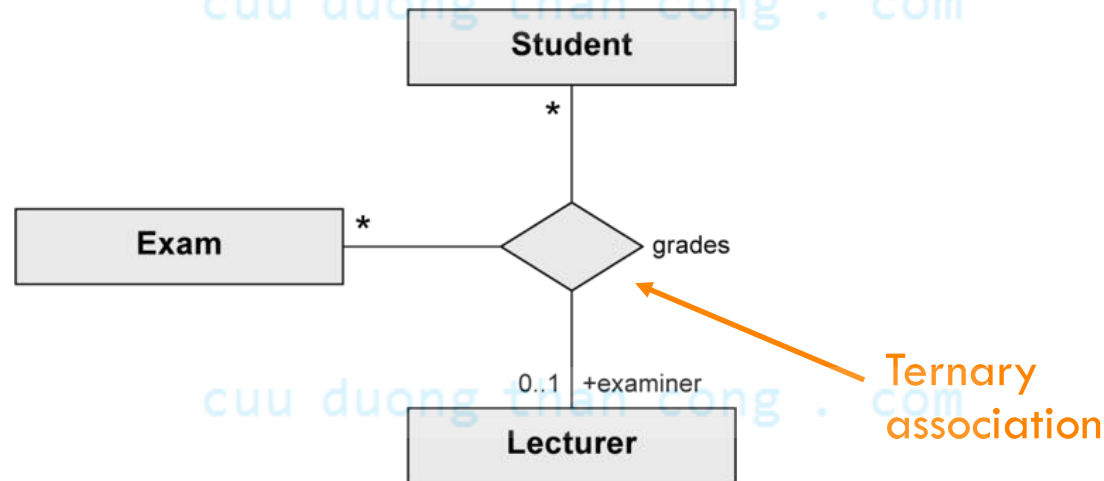 cuu duong than cong . com
Student
*
Exam
*
grades
0..1 +examiner
Ternary
association
cuu duong than cong . com
Lecturer